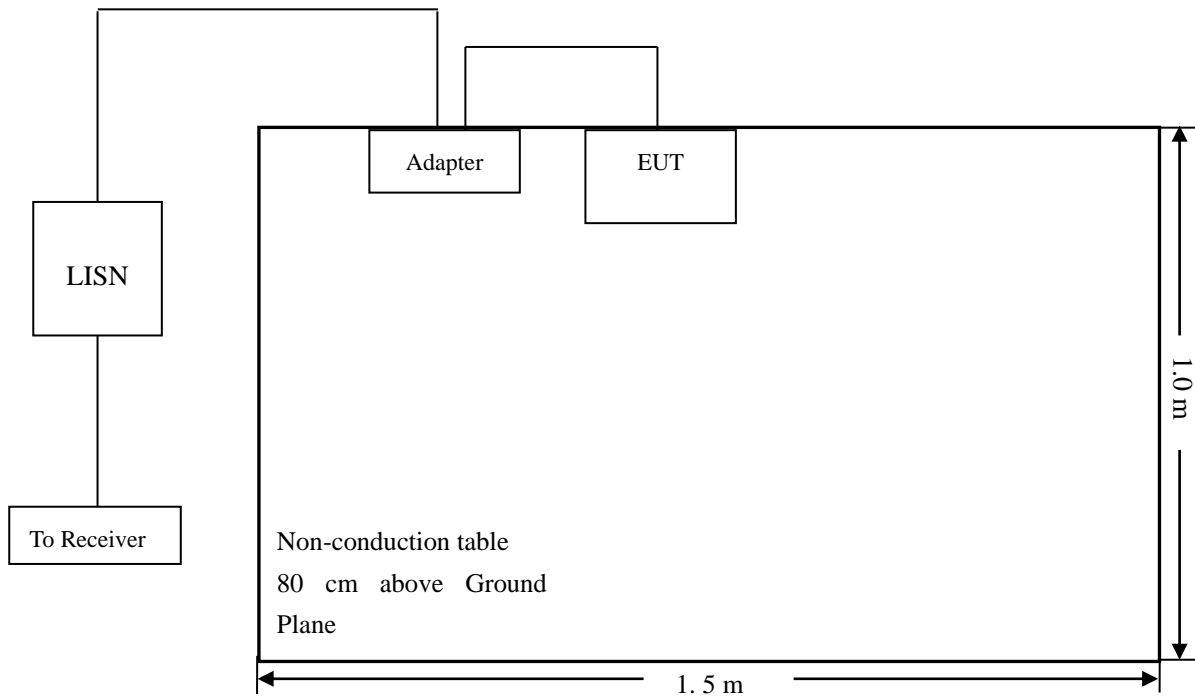 Adapter
EUT
LISN
1.0 m
To Receiver
Non-conduction table
80 cm above Ground
Plane
1. 5 m